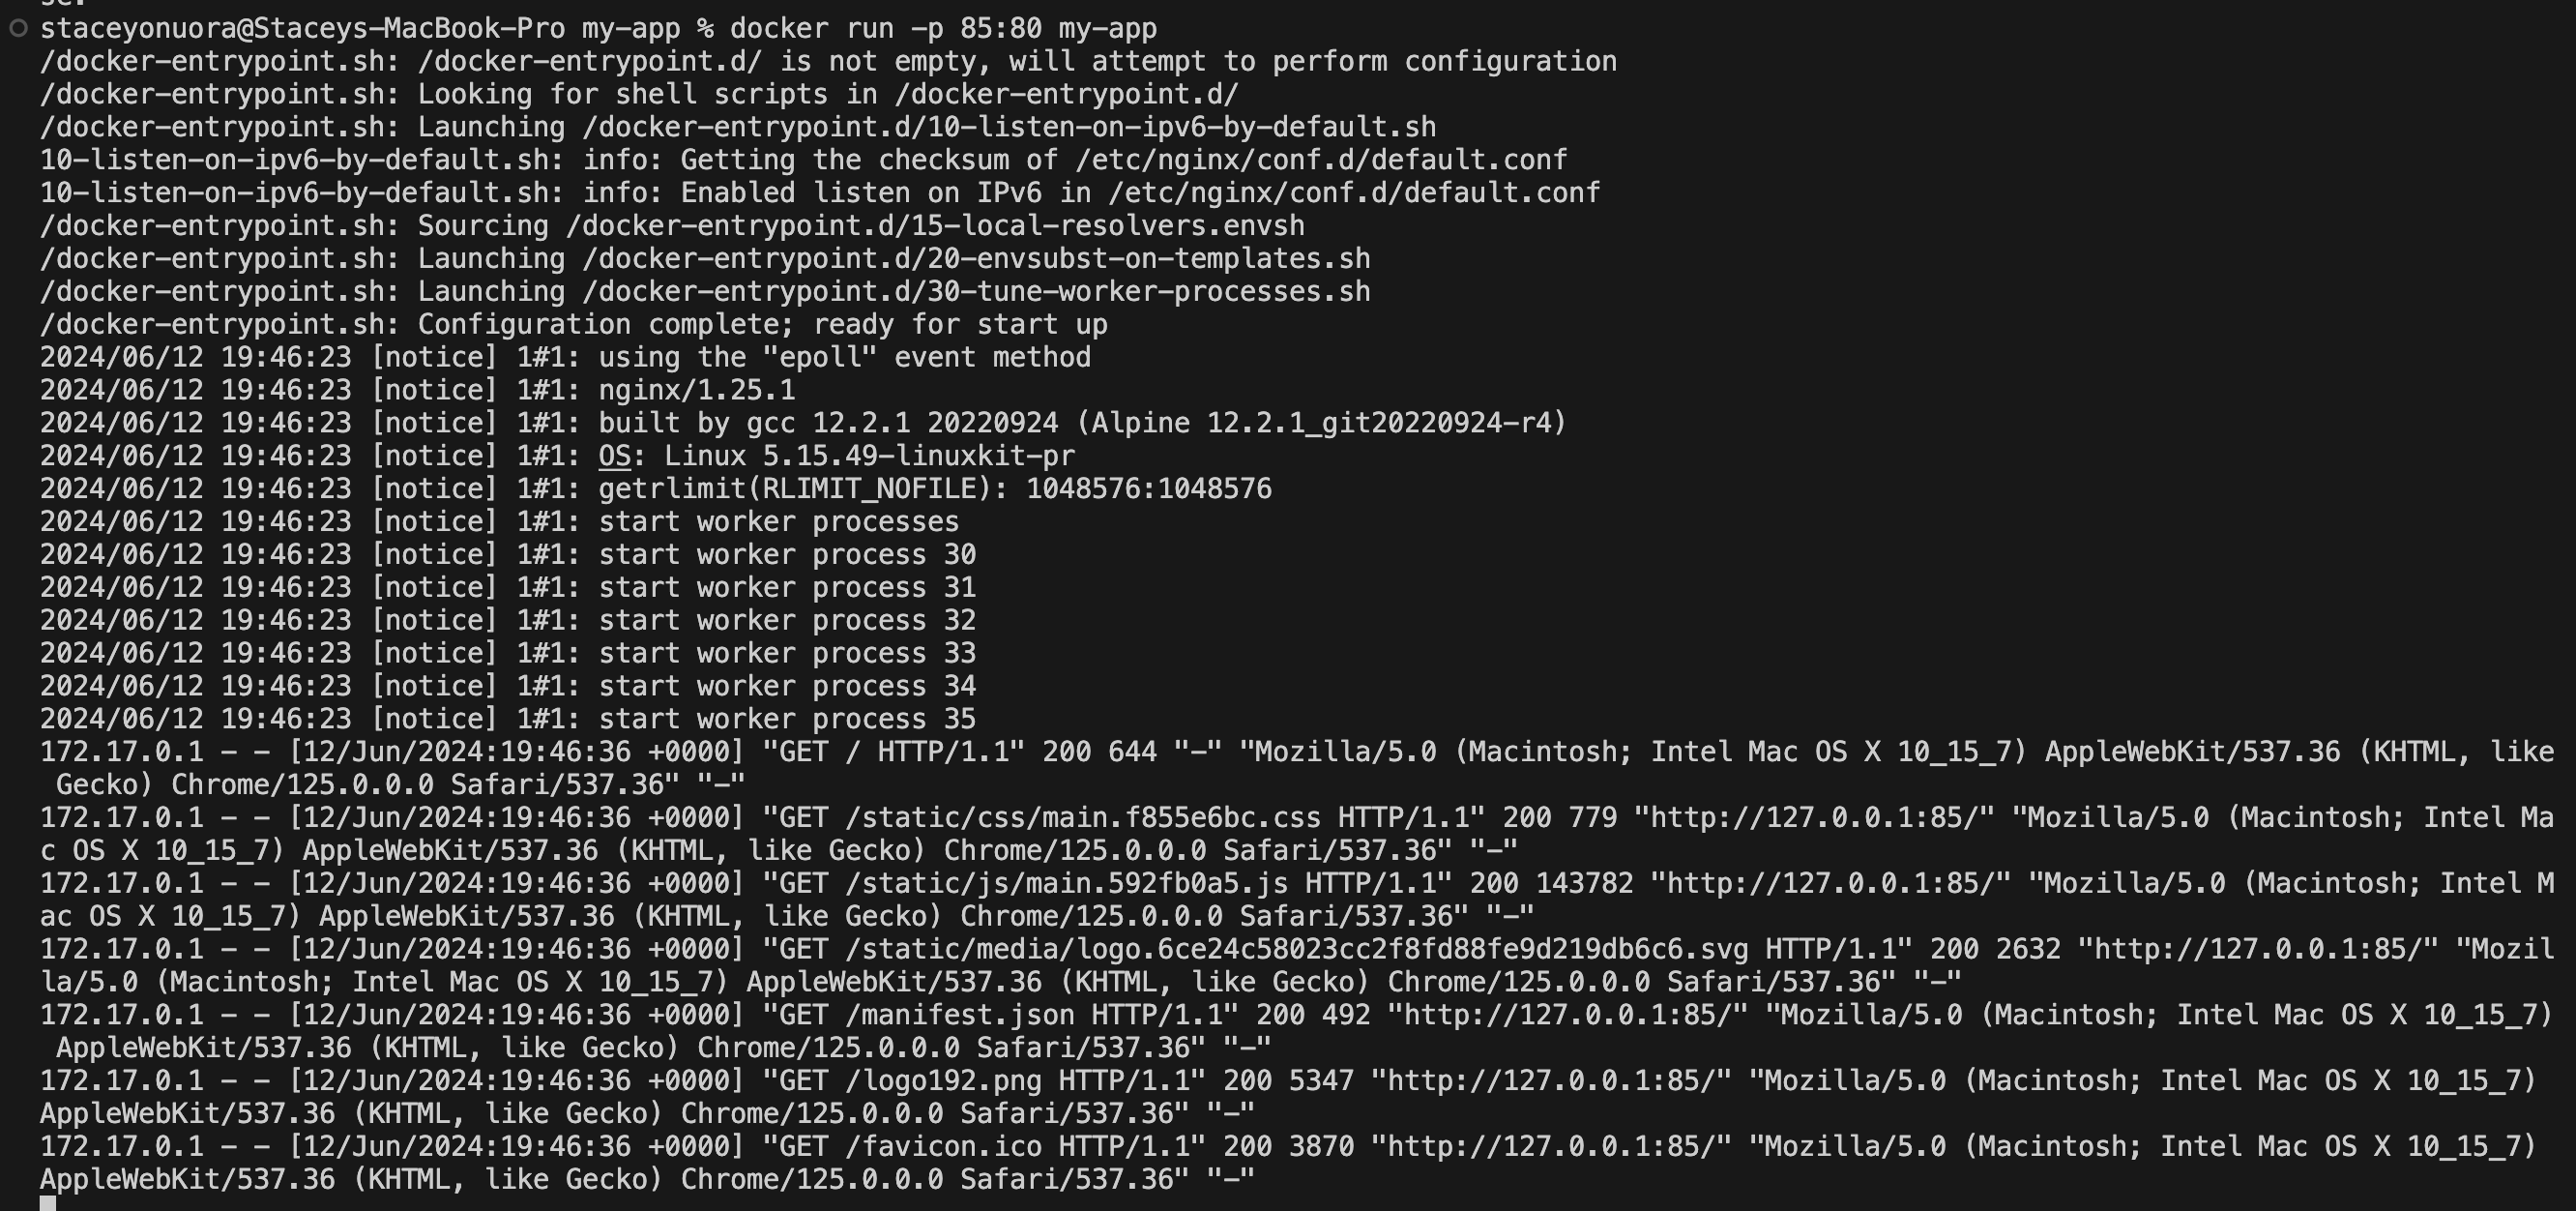 staceyonuora@Staceys-MacBook-Pro my-app % docker run -p 85:80 my-app
/docker-entrypoint.sh: /docker-entrypoint.d/ is not empty, will attempt to perform configuration
/docker-entrypoint.sh: Looking for shell scripts in /docker-entrypoint.d/
/docker-entrypoint.sh: Launching /docker-entrypoint.d/10-listen-on-ipv6-by-default.sh
10-listen-on-ipv6-by-default.sh: info: Getting the checksum of /etc/nginx/conf.d/default.conf
10-listen-on-ipv6-by-default.sh: info: Enabled listen on IPv6 in /etc/nginx/conf.d/default.conf
/docker-entrypoint.sh: Sourcing /docker-entrypoint.d/15-local-resolvers.envsh
/docker-entrypoint.sh: Launching /docker-entrypoint.d/20-envsubst-on-templates.sh
/docker-entrypoint.sh: Launching /docker-entrypoint.d/30-tune-worker-processes.sh
/docker-entrypoint.sh: Configuration complete; ready for start up
2024/06/12 19:46:23 [notice] 1#1: using the "epoll" event method
2024/06/12 19:46:23 [notice] 1#1: nginx/1.25.1
2024/06/12 19:46:23 [notice] 1#1: built by gcc 12.2.1 20220924 (Alpine 12.2.1_git20220924-r4)
2024/06/12 19:46:23 [notice] 1#1: OS: Linux 5.15.49-linuxkit-pr
2024/06/12 19:46:23 [notice] 1#1: getrlimit(RLIMIT_NOFILE): 1048576:1048576
2024/06/12 19:46:23 [notice] 1#1: start worker processes
2024/06/12 19:46:23 [notice] 1#1: start worker process 30
2024/06/12 19:46:23 [notice] 1#1: start worker process 31
2024/06/12 19:46:23 [notice] 1#1: start worker process 32
2024/06/12 19:46:23 [notice] 1#1: start worker process 33
2024/06/12 19:46:23 [notice] 1#1: start worker process 34
2024/06/12 19:46:23 [notice] 1#1: start worker process 35
172.17.0.1 - - [12/Jun/2024:19:46:36 +0000] "GET / HTTP/1.1" 200 644 "-" "Mozilla/5.0 (Macintosh; Intel Mac OS X 10_15_7) AppleWebKit/537.36 (KHTML, like
Gecko) Chrome/125.0.0.0 Safari/537.36" "-"
172.17.0.1 - - [12/Jun/2024:19:46:36 +0000] "GET /static/css/main.f855e6bc.css HTTP/1.1" 200 779 "http://127.0.0.1:85/" "Mozilla/5.0 (Macintosh; Intel Ma
c OS X 10_15_7) AppleWebKit/537.36 (KHTML, like Gecko) Chrome/125.0.0.0 Safari/537.36" "-"
172.17.0.1 - - [12/Jun/2024:19:46:36 +0000] "GET /static/js/main.592fb0a5.js HTTP/1.1" 200 143782 "http://127.0.0.1:85/" "Mozilla/5.0 (Macintosh; Intel M
ac OS X 10_15_7) AppleWebKit/537.36 (KHTML, like Gecko) Chrome/125.0.0.0 Safari/537.36" "-"
172.17.0.1 - - [12/Jun/2024:19:46:36 +0000] "GET /static/media/logo.6ce24c58023cc2f8fd88fe9d219db6c6.svg HTTP/1.1" 200 2632 "http://127.0.0.1:85/" "Mozil
la/5.0 (Macintosh; Intel Mac OS X 10_15_7) AppleWebKit/537.36 (KHTML, like Gecko) Chrome/125.0.0.0 Safari/537.36" "-"
172.17.0.1 - - [12/Jun/2024:19:46:36 +0000] "GET /manifest.json HTTP/1.1" 200 492 "http://127.0.0.1:85/" "Mozilla/5.0 (Macintosh; Intel Mac OS X 10_15_7)
AppleWebKit/537.36 (KHTML, like Gecko) Chrome/125.0.0.0 Safari/537.36" "-"
172.17.0.1 - - [12/Jun/2024:19:46:36 +0000] "GET /logo192.png HTTP/1.1" 200 5347 "http://127.0.0.1:85/" "Mozilla/5.0 (Macintosh; Intel Mac OS X 10_15_7)
AppleWebKit/537.36 (KHTML, like Gecko) Chrome/125.0.0.0 Safari/537.36" "-"
172.17.0.1 - - [12/Jun/2024:19:46:36 +0000] "GET /favicon.ico HTTP/1.1" 200 3870 "http://127.0.0.1:85/" "Mozilla/5.0 (Macintosh; Intel Mac OS X 10_15_7)
AppleWebKit/537.36 (KHTML, like Gecko) Chrome/125.0.0.0 Safari/537.36" "-"